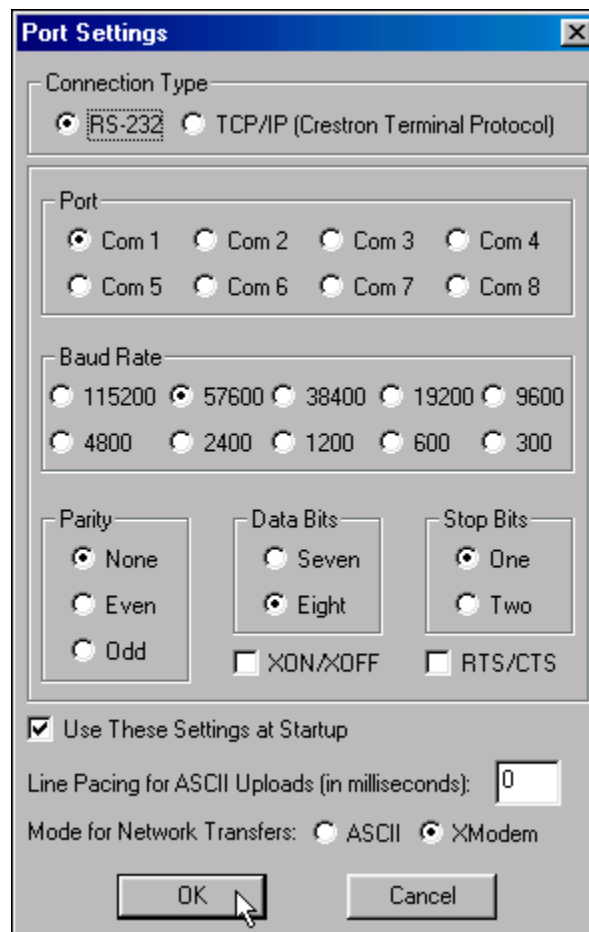 Port Settings
Connection Type
RS-232 TCP/IP (Crestron Terminal Protocol)
Port
Com 1 Com 2 Com 3 Com 4
Com 5 Com 6 Com 7 Com 8
Baud Rate
115200 57600 38400 19200 9600
4800 2400 1200 600 300
Parity Data Bits Stop Bits
None Seven One
Even Eight Two
Odd XON/XOFF RTS/CTS
Use These Settings at Startup
Line Pacing for ASCII Uploads (in milliseconds): 0
Mode for Network Transfers: ASCII XModem
OK Cancel